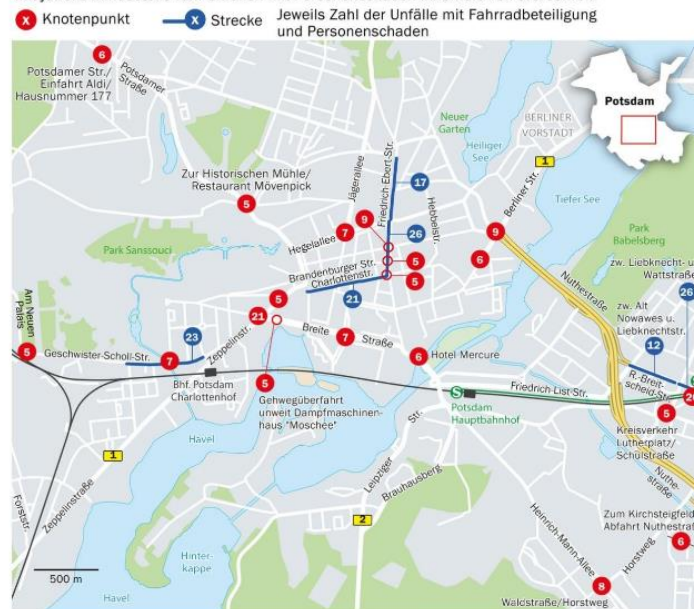 x Knotenpunkt
x Strecke
Jeweils Zahl der Unfälle mit Fahrradbeteiligung
und Personenschaden
6
Potsdamer Str./
Einfahrt Aldi/
Hausnummer 177
Potsdamer
Straße
Neuer
Garten
BERLINER
VORSTADT
Heiliger
See
1
Potsdam
Zur Historischen Mühle/
Restaurant Mövenpick
5
Jägerallee
Friedrich-Ebert-Str.
17
Hebbelstr.
Berliner Str.
Tiefer See
Park
Babelsberg
9
26
Hegelallee
7
9
6
Park Sanssouci
Brandenburger Str.
Charlottenstr.
5
5
21
Nuthestraße
zw. Liebknecht- u.
Wattstraße
26
zw. Alt
Nowawes u.
Liebknechtstr.
12
Am Neuen
Palais
5
Geschwister-Scholl-Str.
23
7
Zeppelinstr.
21
5
Breite
Straße
7
6
Hotel Mercure
Bhf. Potsdam
Charlottenhof
5
Gehwegüberfahrt
unweit Dampfmaschinen-
haus "Moschee"
S
Potsdam
Hauptbahnhof
Friedrich-List-Str.
R.-Breit-
scheid-Str.
5
Kreisverkehr
Lutherplatz/
Schulstraße
Havel
1
Zeppelinstraße
Forststr.
Leipziger
Str.
Brauhausberg
2
Nuthe-
straße
Heinrich-Mann-Allee
Horstweg
Zum Kirchsteigfeld
Abfahrt Nuthestraß
6
Hinter-
kappe
500 m
Havel
8
Waldstraße/Horstweg